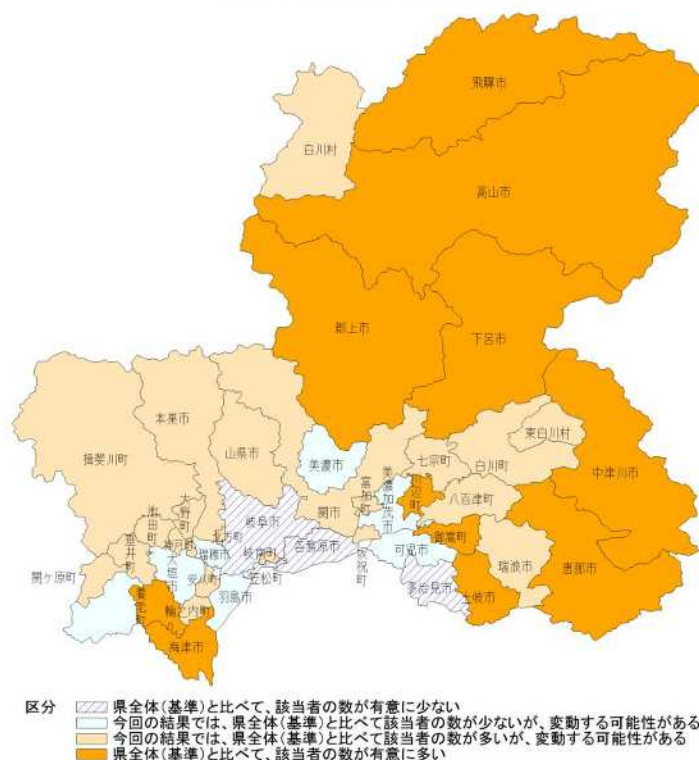 飛騨市
白川村
高山市
郡上市
下呂市
本巣市
揖斐川町
山県市
東白川村
美濃市
七宗町
白川町
中津川市
富加町
美濃加茂市
川辺町
八百津町
関市
大野町
池田町
岐阜市
北方町
神戸町
垂井町
瑞穂市
岐南町
各務原市
坂祝町
可児市
御嵩町
瑞浪市
恵那市
関ケ原町
大垣市
安八町
笠松町
羽島市
多治見市
土岐市
養老町
輪之内町
海津市
区分
県全体(基準)と比べて、該当者の数が有意に少ない
今回の結果では、県全体(基準)と比べて該当者の数が少ないが、変動する可能性がある
今回の結果では、県全体(基準)と比べて該当者の数が多いが、変動する可能性がある
県全体(基準)と比べて、該当者の数が有意に多い